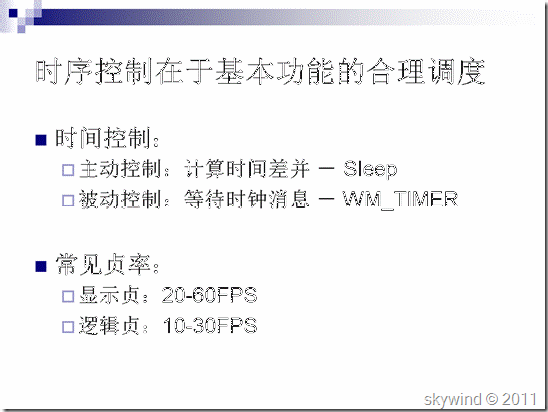 时序控制在于基本功能的合理调度
时间控制：
主动控制：计算时间差并 － Sleep
被动控制：等待时钟消息 － WM_TIMER
常见贞率：
显示贞：20-60FPS
逻辑贞：10-30FPS
skywind © 2011